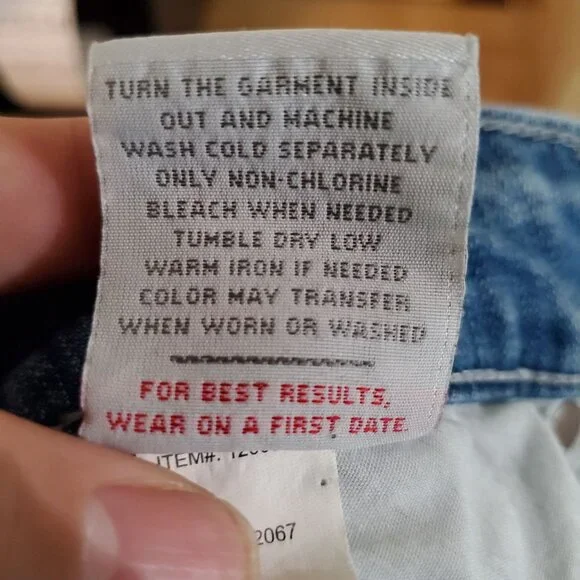 TURN THE GARMENT INSIDE
OUT AND MACHINE
WASH COLD SEPARATELY
ONLY NON-CHLORINE
BLEACH WHEN NEEDED
TUMBLE DRY LOW
WARM IRON IF NEEDED
COLOR MAY TRANSFER
WHEN WORN OR WASHED
FOR BEST RESULTS,
WEAR ON A FIRST DATE.
ITEM#:
2067